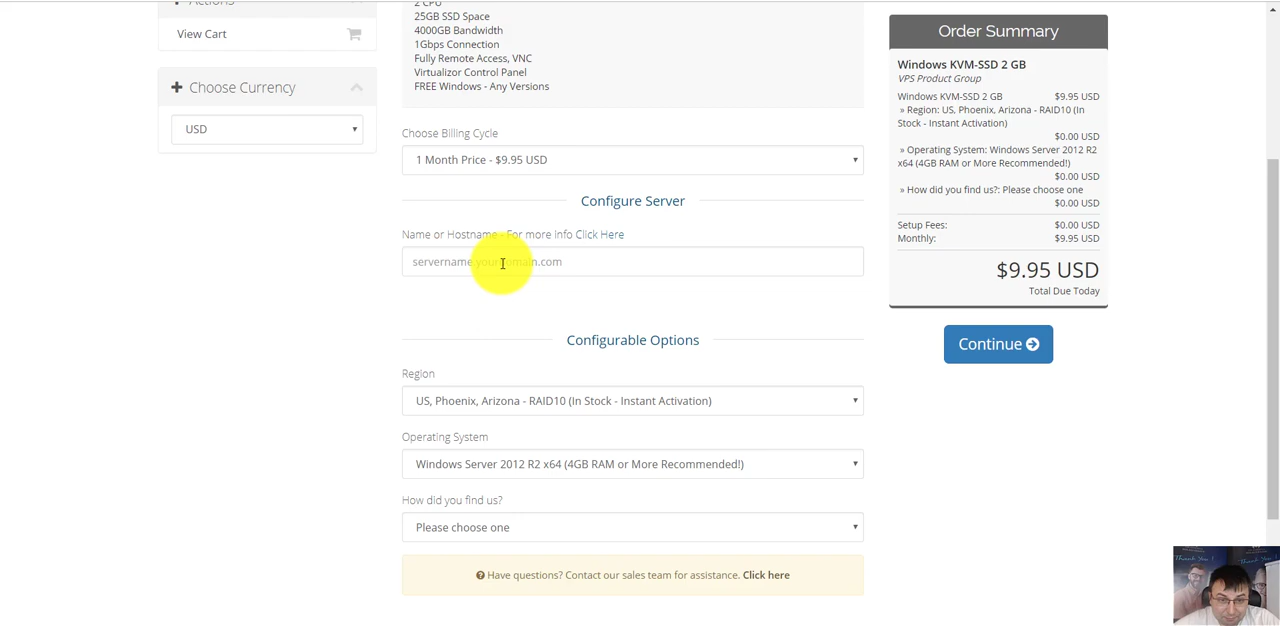 Actions
View Cart
Choose Currency
USD
2 CPU
25GB SSD Space
4000GB Bandwidth
1Gbps Connection
Fully Remote Access, VNC
Virtualizor Control Panel
FREE Windows - Any Versions
Choose Billing Cycle
1 Month Price - $9.95 USD
Configure Server
Name or Hostname - For more info Click Here
servername.yourdomain.com
Configurable Options
Region
US, Phoenix, Arizona - RAID10 (In Stock - Instant Activation)
Operating System
Windows Server 2012 R2 x64 (4GB RAM or More Recommended!)
How did you find us?
Please choose one
Have questions? Contact our sales team for assistance. Click here
Order Summary
Windows KVM-SSD 2 GB
VPS Product Group
Windows KVM-SSD 2 GB $9.95 USD
» Region: US, Phoenix, Arizona - RAID10 (In
Stock - Instant Activation)
$0.00 USD
» Operating System: Windows Server 2012 R2
x64 (4GB RAM or More Recommended!)
$0.00 USD
» How did you find us?: Please choose one
$0.00 USD
Setup Fees: $0.00 USD
Monthly: $9.95 USD
$9.95 USD
Total Due Today
Continue
Thank You !
Thank You !